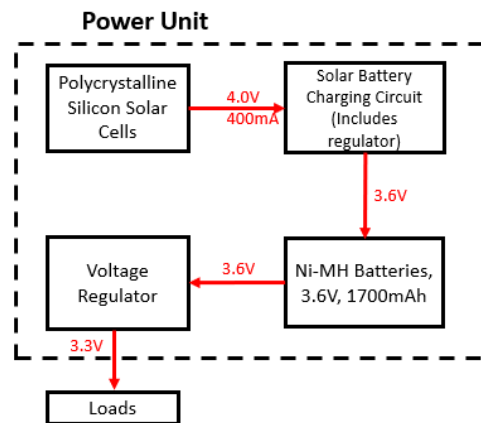 Power Unit
Polycrystalline
Silicon Solar
Cells
4.0V
400mA
Solar Battery
Charging Circuit
(Includes
regulator)
3.6V
Voltage
Regulator
3.6V
Ni-MH Batteries,
3.6V, 1700mAh
3.3V
Loads